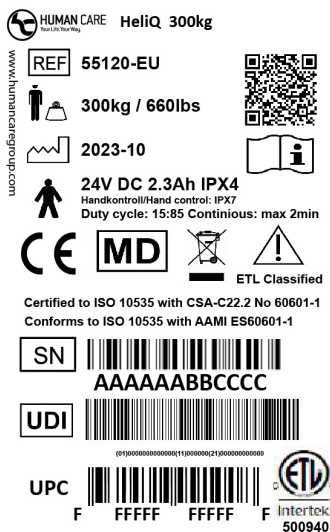 HUMAN CARE HeliQ 300kg
Your Life. Your Way.
www.humancaregroup.com
REF 55120-EU
300kg / 660lbs
2023-10
24V DC 2.3Ah IPX4
Handkontroll/Hand control: IPX7
Duty cycle: 15:85 Continious: max 2min
CE MD
ETL Classified
Certified to ISO 10535 with CSA-C22.2 No 60601-1
Conforms to ISO 10535 with AAMI ES60601-1
SN
AAAAAABBCCCC
UDI
(01)0000000000000(11)000000(21)000000000000
UPC
F FFFFF FFFFF F
ETL
Intertek
500940